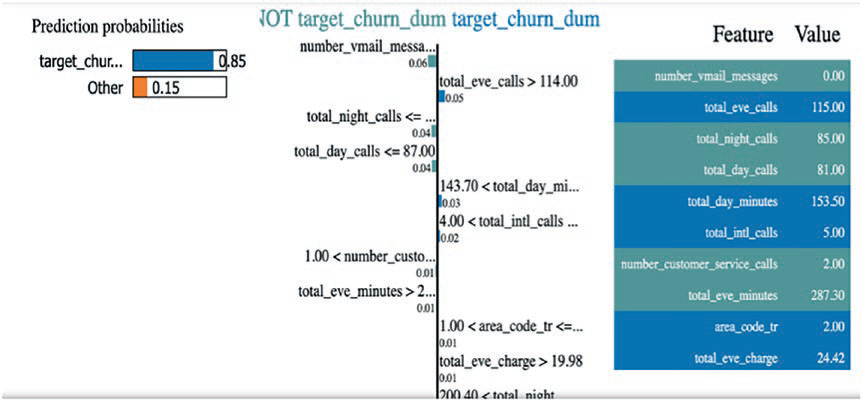 Prediction probabilities
target_chur... 0.85
Other 0.15
NOT target_churn_dum target_churn_dum
number_vmail_messa...
0.06
total_eve_calls > 114.00
0.05
total_night_calls <= ...
0.04
total_day_calls <= 87.00
0.04
143.70 < total_day_mi...
0.03
4.00 < total_intl_calls ...
0.02
1.00 < number_custo...
0.01
total_eve_minutes > 2...
0.01
1.00 < area_code_tr <=...
0.01
total_eve_charge > 19.98
0.01
200.40 < total_night
Feature Value
number_vmail_messages 0.00
total_eve_calls 115.00
total_night_calls 85.00
total_day_calls 81.00
total_day_minutes 153.50
total_intl_calls 5.00
number_customer_service_calls 2.00
total_eve_minutes 287.30
area_code_tr 2.00
total_eve_charge 24.42